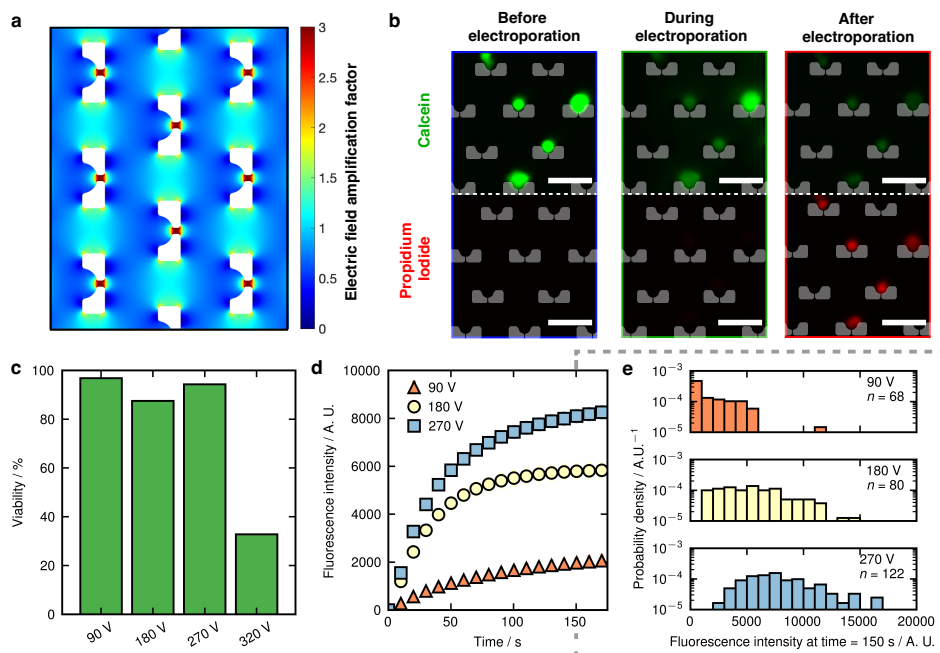 a
3
2.5
2
1.5
1
0.5
0
Electric field amplification factor
b
Before
electroporation
During
electroporation
After
electroporation
Calcein
Propidium
Iodide
c
100
80
60
40
20
0
Viability / %
90 V
180 V
270 V
320 V
d
10000
8000
6000
4000
2000
0
Fluorescence intensity / A. U.
90 V
180 V
270 V
0
50
100
150
Time / s
e
Probability density / A.U.⁻¹
10⁻³
10⁻⁴
10⁻⁵
90 V
n = 68
10⁻³
10⁻⁴
10⁻⁵
180 V
n = 80
10⁻³
10⁻⁴
10⁻⁵
270 V
n = 122
0
5000
10000
15000
20000
Fluorescence intensity at time = 150 s / A. U.